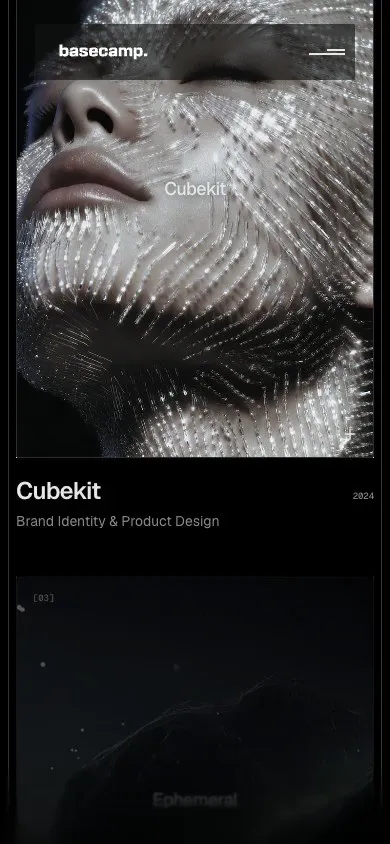 basecamp.
Cubekit
Cubekit
2024
Brand Identity & Product Design
[03]
Ephemeral